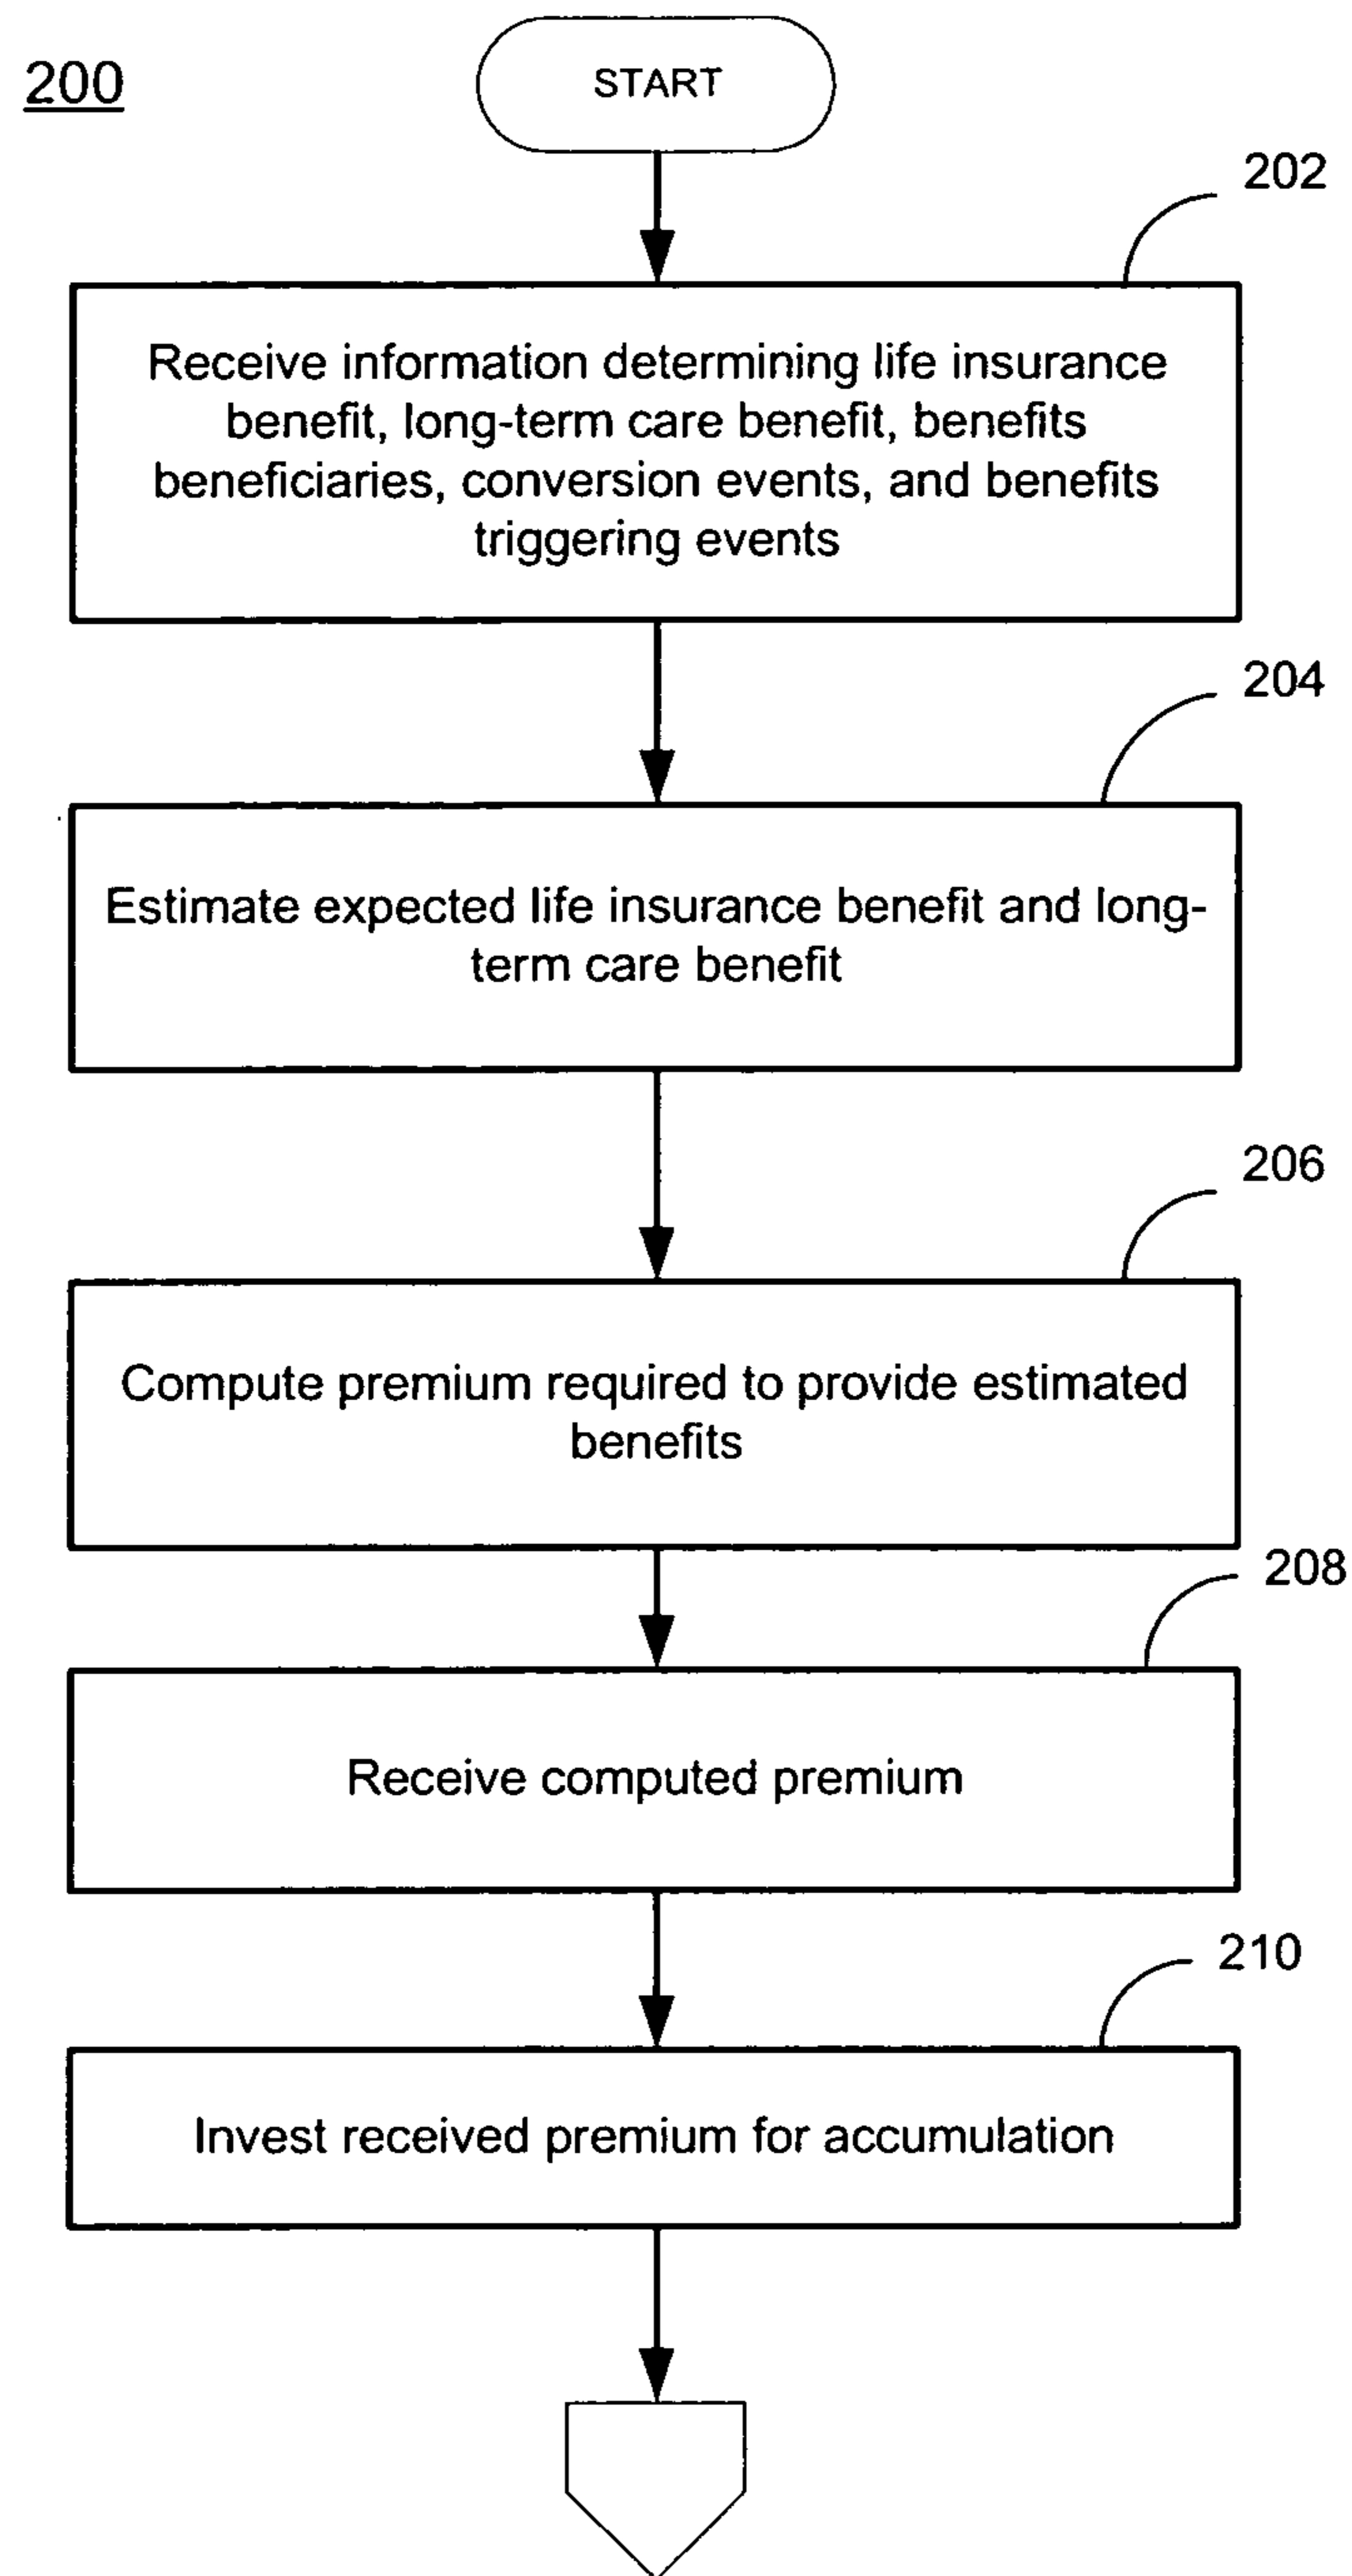 200
START
202
Receive information determining life insurance
benefit, long-term care benefit, benefits
beneficiaries, conversion events, and benefits
triggering events
204
Estimate expected life insurance benefit and long-
term care benefit
206
Compute premium required to provide estimated
benefits
208
Receive computed premium
210
Invest received premium for accumulation